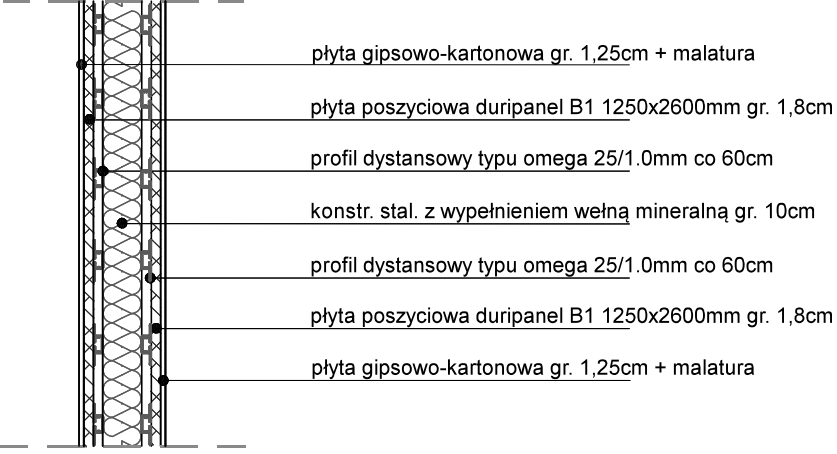 płyta gipsowo-kartonowa gr. 1,25cm + malatura
płyta poszyciowa duripanel B1 1250x2600mm gr. 1,8cm
profil dystansowy typu omega 25/1.0mm co 60cm
konstr. stal. z wypełnieniem wełną mineralną gr. 10cm
profil dystansowy typu omega 25/1.0mm co 60cm
płyta poszyciowa duripanel B1 1250x2600mm gr. 1,8cm
płyta gipsowo-kartonowa gr. 1,25cm + malatura